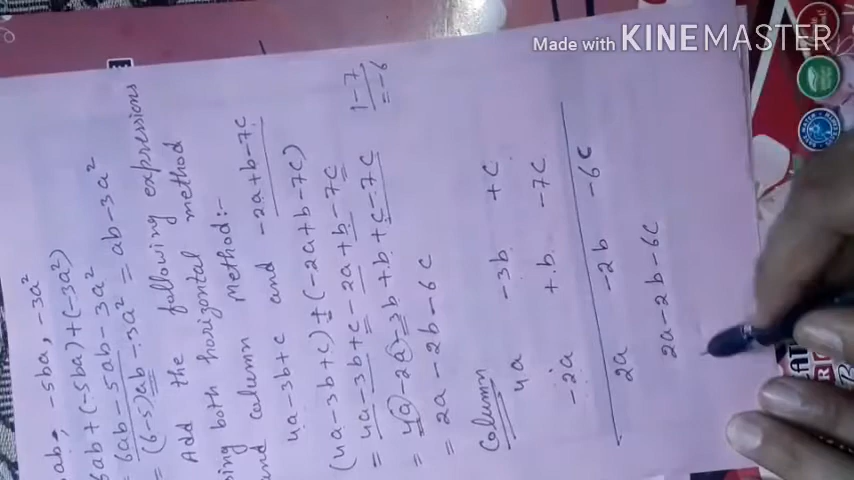 Made with KINEMASTER
6ab, -5ba, -3a²
6ab + (-5ba) + (-3a²)
= 6ab - 5ab - 3a²
= (6-5)ab - 3a² = ab - 3a²
Add the following expressions
using both horizontal method
and column method:-
4a-3b+c and -2a+b-7c
(4a-3b+c) + (-2a+b-7c)
= 4a-3b+c-2a+b-7c
= 4a-2a-3b+b+c-7c
1-7
= -6
= 2a-2b-6c
Column
4a -3b +c
-2a +b -7c
2a -2b -6c
2a-2b-6c